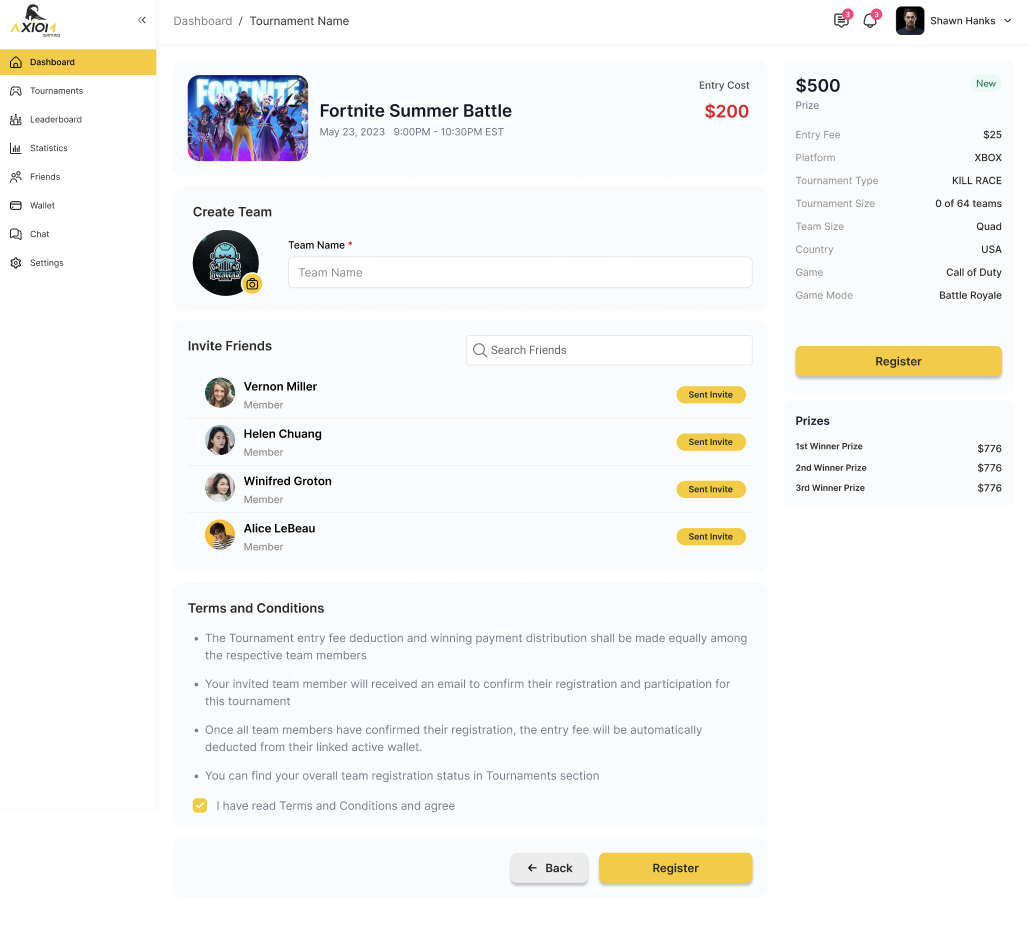 AXIOM
GAMING
Dashboard / Tournament Name
3
3
Shawn Hanks
Dashboard
Tournaments
Leaderboard
Statistics
Friends
Wallet
Chat
Settings
FORTNITE
Fortnite Summer Battle
May 23, 2023 9:00PM - 10:30PM EST
Entry Cost
$200
Create Team
Team Name *
Team Name
Invite Friends
Search Friends
Vernon Miller
Member
Sent Invite
Helen Chuang
Member
Sent Invite
Winifred Groton
Member
Sent Invite
Alice LeBeau
Member
Sent Invite
Terms and Conditions
• The Tournament entry fee deduction and winning payment distribution shall be made equally among
the respective team members
• Your invited team member will received an email to confirm their registration and participation for
this tournament
• Once all team members have confirmed their registration, the entry fee will be automatically
deducted from their linked active wallet.
• You can find your overall team registration status in Tournaments section
I have read Terms and Conditions and agree
Back
Register
$500
New
Prize
Entry Fee $25
Platform XBOX
Tournament Type KILL RACE
Tournament Size 0 of 64 teams
Team Size Quad
Country USA
Game Call of Duty
Game Mode Battle Royale
Register
Prizes
1st Winner Prize $776
2nd Winner Prize $776
3rd Winner Prize $776